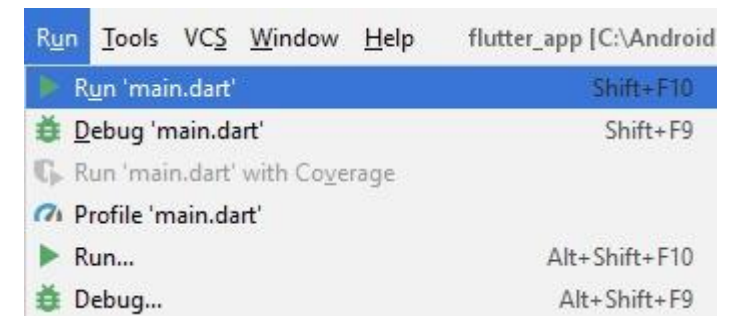 Run Tools VCS Window Help flutter_app [C:\Android
Run 'main.dart' Shift+F10
Debug 'main.dart' Shift+F9
Run 'main.dart' with Coverage
Profile 'main.dart'
Run... Alt+Shift+F10
Debug... Alt+Shift+F9